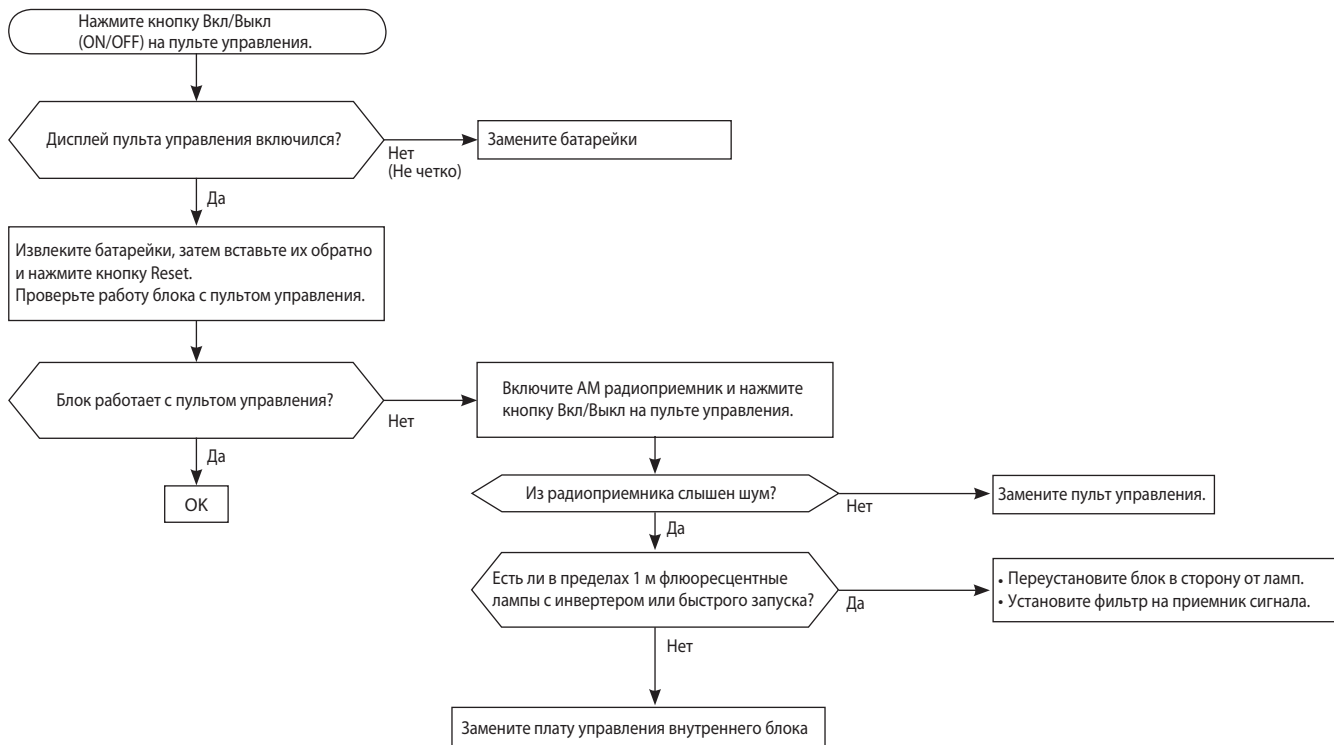 Нажмите кнопку Вкл/Выкл
(ON/OFF) на пульте управления.
Дисплей пульта управления включился?
Нет
(Не четко)
Замените батарейки
Да
Извлеките батарейки, затем вставьте их обратно
и нажмите кнопку Reset.
Проверьте работу блока с пультом управления.
Блок работает с пультом управления?
Нет
Включите АМ радиоприемник и нажмите
кнопку Вкл/Выкл на пульте управления.
Да
OK
Из радиоприемника слышен шум?
Нет
Замените пульт управления.
Да
Есть ли в пределах 1 м флюоресцентные
лампы с инвертером или быстрого запуска?
Да
• Переустановите блок в сторону от ламп.
• Установите фильтр на приемник сигнала.
Нет
Замените плату управления внутреннего блока